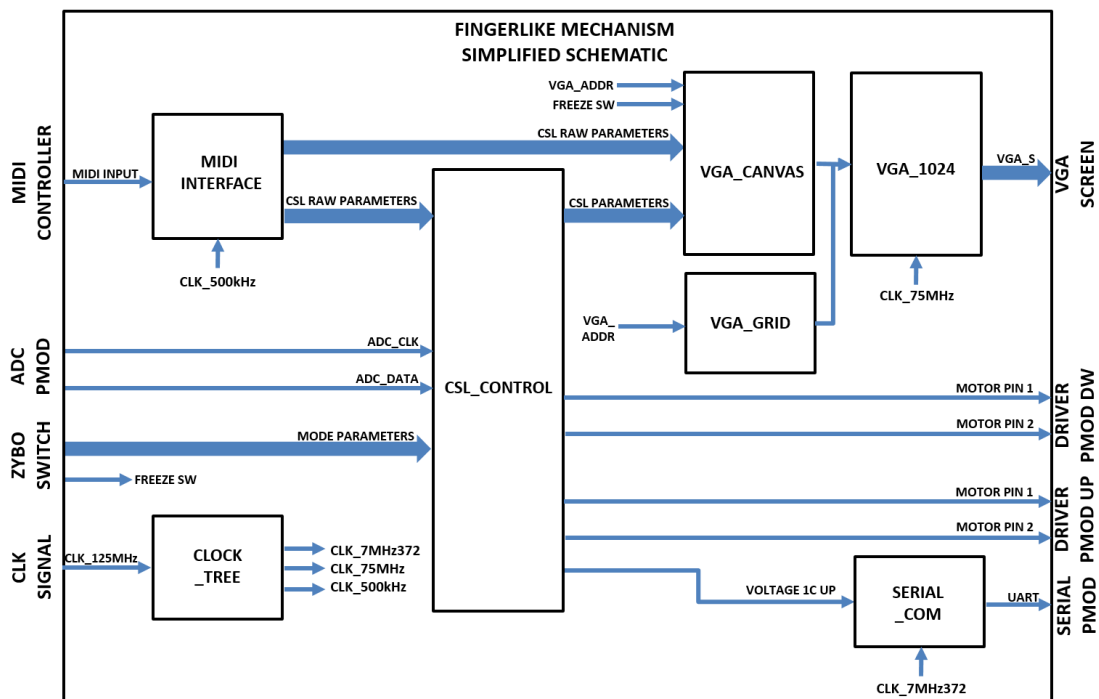 FINGERLIKE MECHANISM
SIMPLIFIED SCHEMATIC
MIDI
CONTROLLER
MIDI INPUT
MIDI
INTERFACE
CLK_500kHz
CSL RAW PARAMETERS
CSL RAW PARAMETERS
VGA_ADDR
FREEZE SW
CSL PARAMETERS
VGA_CANVAS
VGA_1024
CLK_75MHz
VGA_S
VGA
SCREEN
VGA_
ADDR
VGA_GRID
ADC
PMOD
ADC_CLK
ADC_DATA
CSL_CONTROL
ZYBO
SWITCH
MODE PARAMETERS
FREEZE SW
CLK
SIGNAL
CLK_125MHz
CLOCK
_TREE
CLK_7MHz372
CLK_75MHz
CLK_500kHz
MOTOR PIN 1
MOTOR PIN 2
DRIVER
PMOD DW
MOTOR PIN 1
MOTOR PIN 2
DRIVER
PMOD UP
VOLTAGE 1C UP
SERIAL
_COM
CLK_7MHz372
UART
SERIAL
PMOD